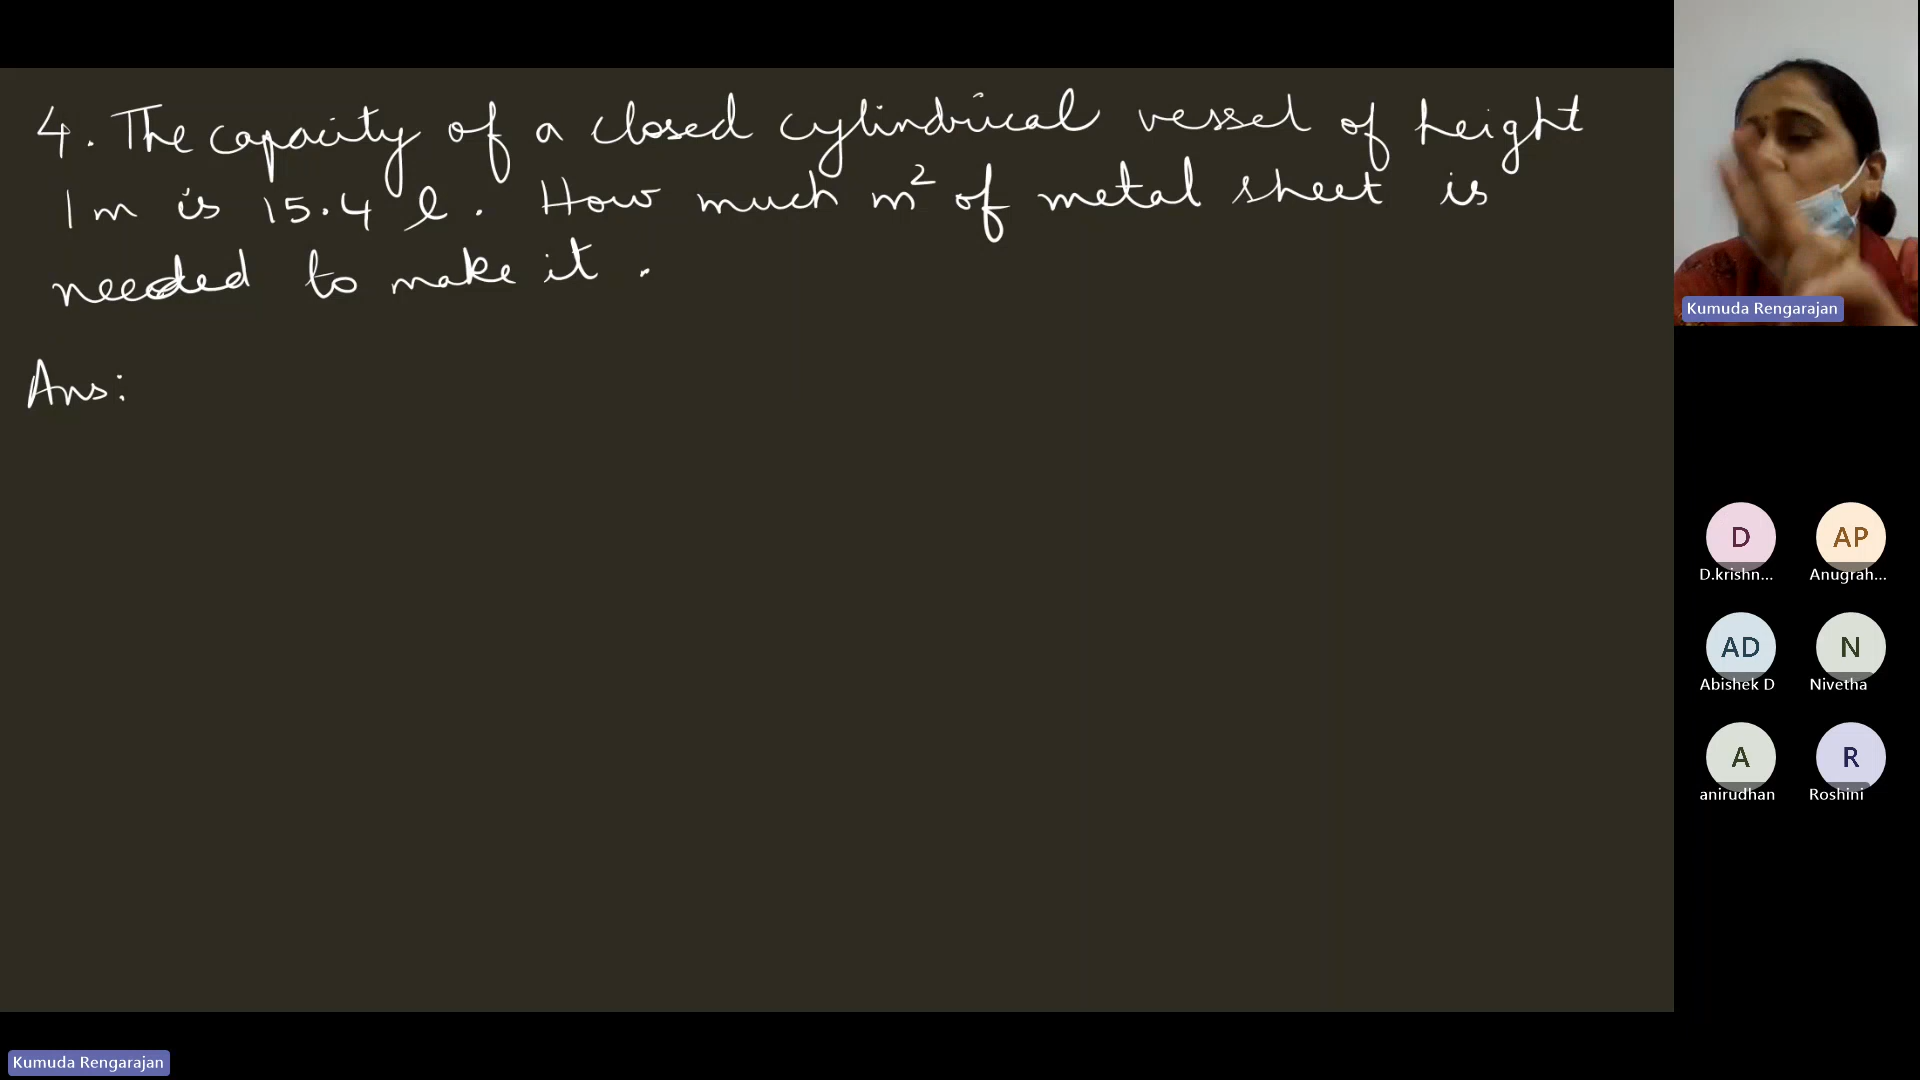 4. The capacity of a closed cylindrical vessel of height
1m is 15.4 l. How much m² of metal sheet is
needed to make it.
Ans:
Kumuda Rengarajan
D
AP
D.krishn...
Anugrah...
AD
N
Abishek D
Nivetha
A
R
anirudhan
Roshini
Kumuda Rengarajan